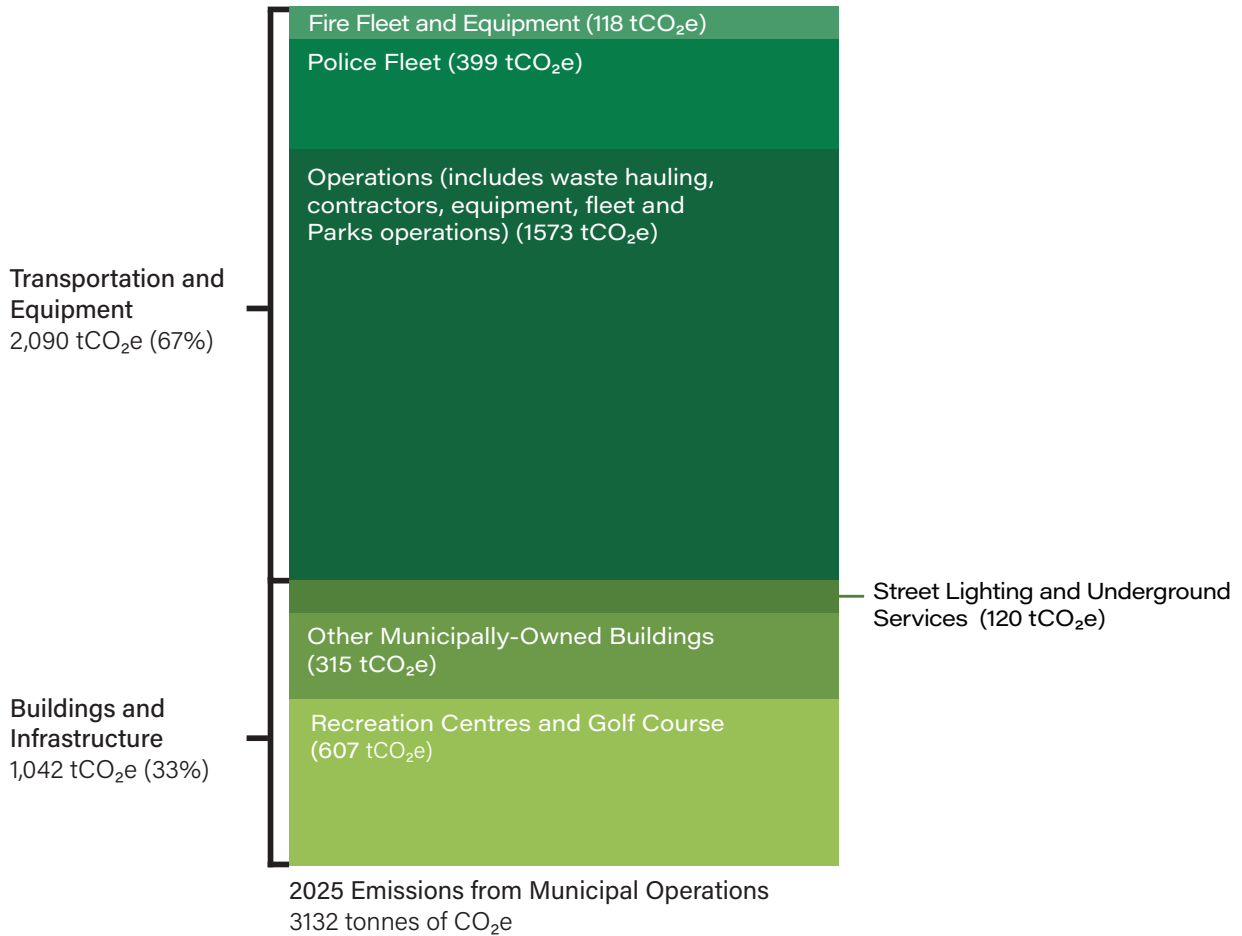 Fire Fleet and Equipment (118 tCO₂e)
Police Fleet (399 tCO₂e)
Operations (includes waste hauling,
contractors, equipment, fleet and
Parks operations) (1573 tCO₂e)
Transportation and
Equipment
2,090 tCO₂e (67%)
Street Lighting and Underground
Services (120 tCO₂e)
Other Municipally-Owned Buildings
(315 tCO₂e)
Buildings and
Infrastructure
1,042 tCO₂e (33%)
Recreation Centres and Golf Course
(607 tCO₂e)
2025 Emissions from Municipal Operations
3132 tonnes of CO₂e